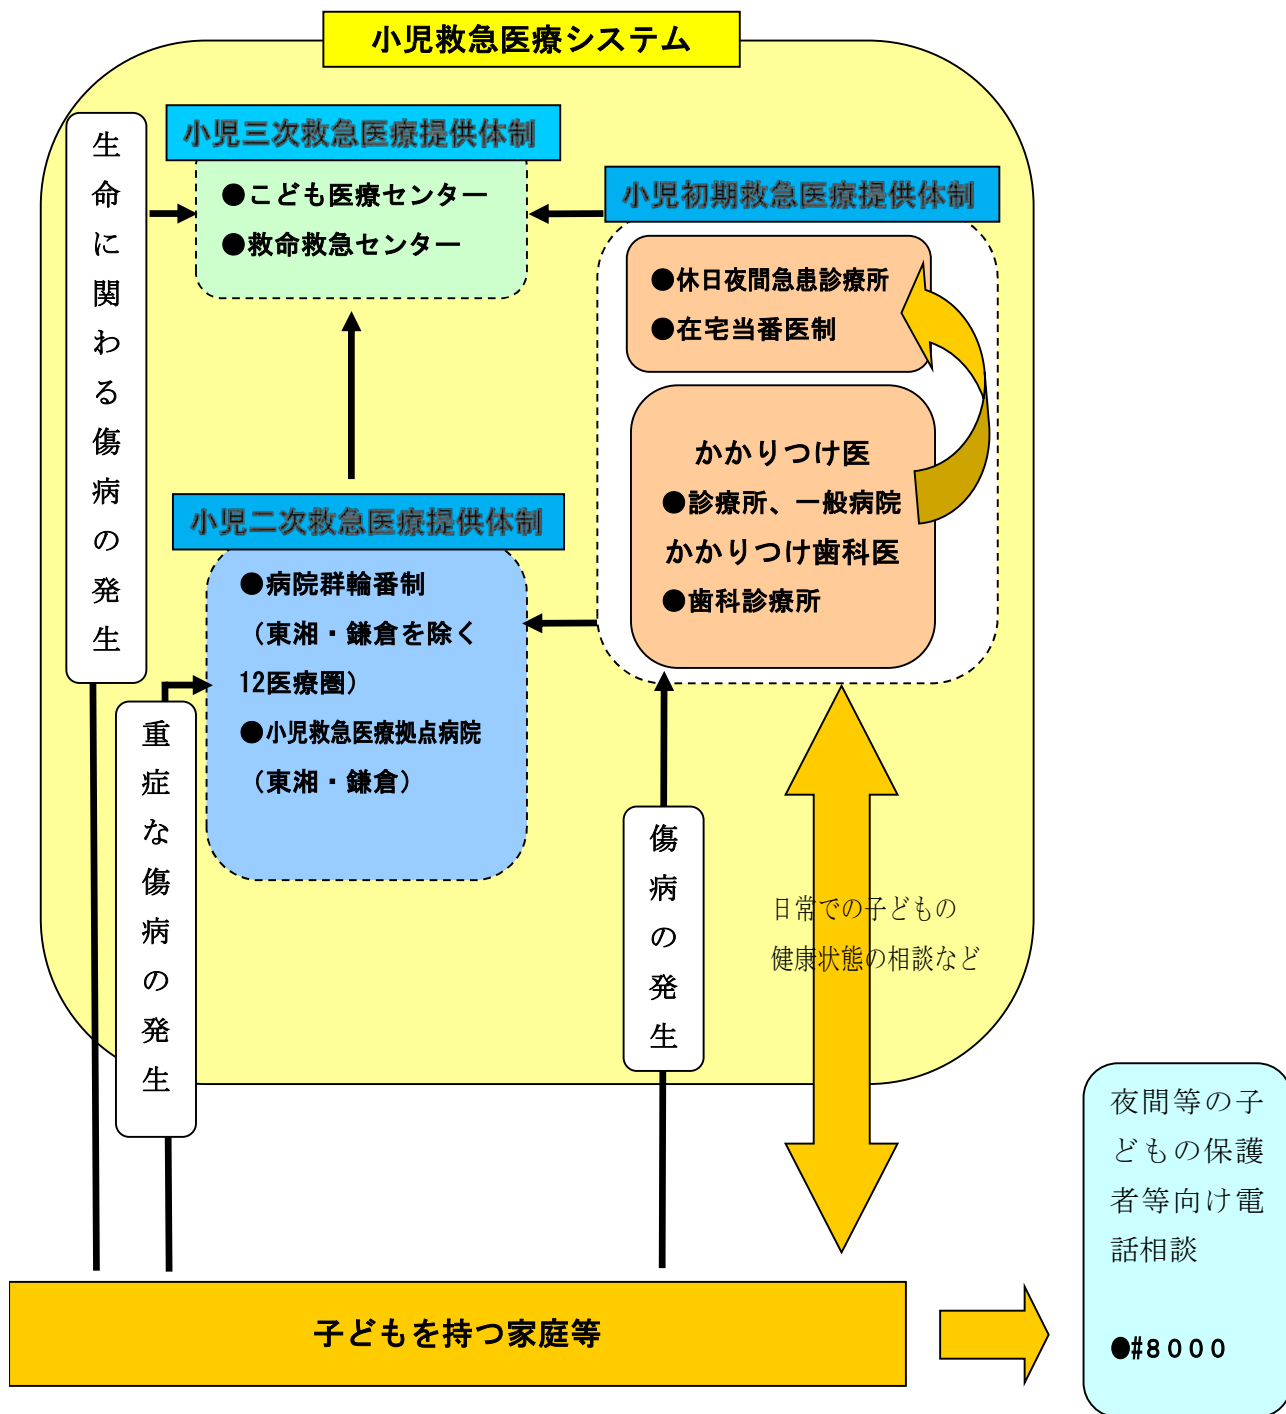 小児救急医療システム
生命に関わる傷病の発生
小児三次救急医療提供体制
●こども医療センター
●救命救急センター
小児初期救急医療提供体制
●休日夜間急患診療所
●在宅当番医制
かかりつけ医
●診療所、一般病院
かかりつけ歯科医
●歯科診療所
小児二次救急医療提供体制
●病院群輪番制
（東湘・鎌倉を除く
12医療圏）
●小児救急医療拠点病院
（東湘・鎌倉）
重症な傷病の発生
傷病の発生
日常での子どもの
健康状態の相談など
夜間等の子
どもの保護
者等向け電
話相談
●#８０００
子どもを持つ家庭等